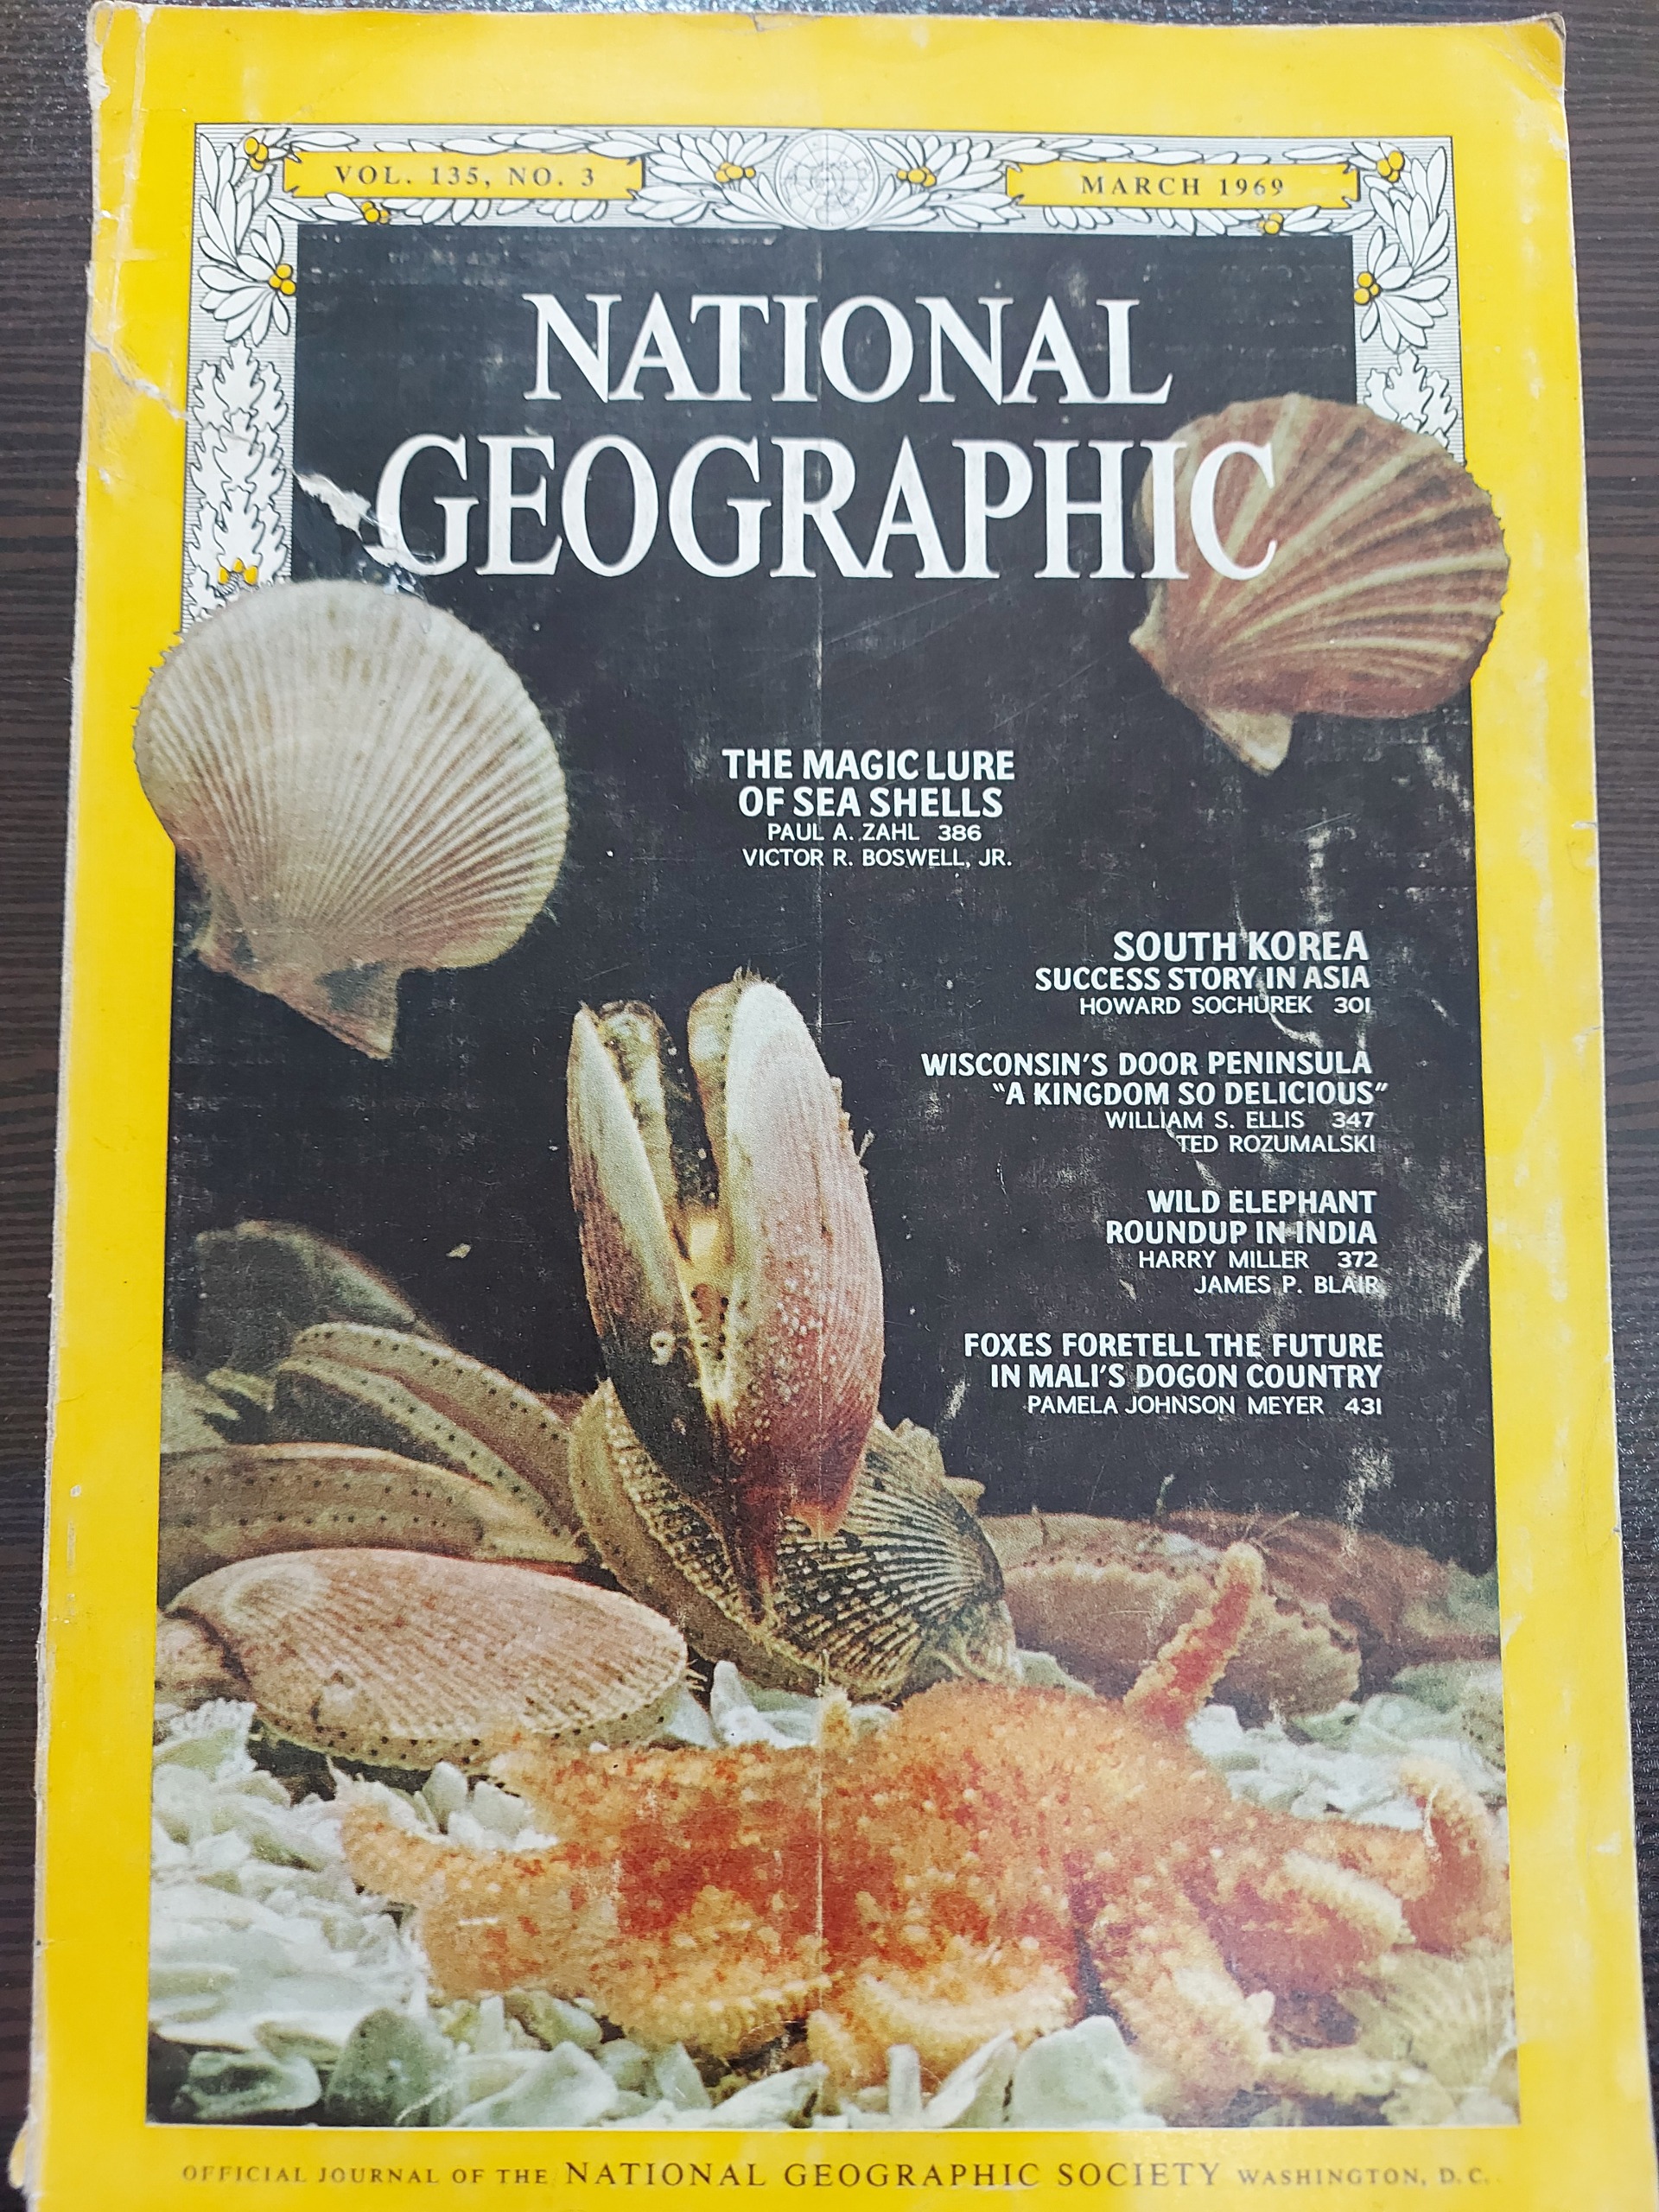 VOL. 135, NO. 3
MARCH 1969
NATIONAL
GEOGRAPHIC
THE MAGIC LURE
OF SEA SHELLS
PAUL A. ZAHL 386
VICTOR R. BOSWELL, JR.
SOUTH KOREA
SUCCESS STORY IN ASIA
HOWARD SOCHUREK 301
WISCONSIN'S DOOR PENINSULA
"A KINGDOM SO DELICIOUS"
WILLIAM S. ELLIS 347
TED ROZUMALSKI
WILD ELEPHANT
ROUNDUP IN INDIA
HARRY MILLER 372
JAMES P. BLAIR
FOXES FORETELL THE FUTURE
IN MALI'S DOGON COUNTRY
PAMELA JOHNSON MEYER 431
OFFICIAL JOURNAL OF THE NATIONAL GEOGRAPHIC SOCIETY WASHINGTON, D.C.